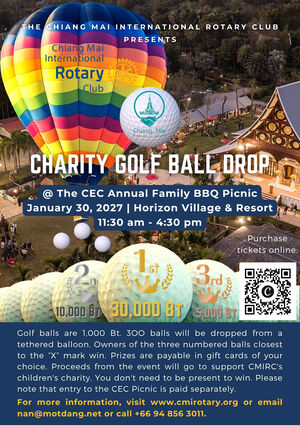 THE CHIANG MAI INTERNATIONAL ROTARY CLUB
PRESENTS
Chiang Mai
International
Rotary
Club
Chiang Mai
CHARITY GOLF BALL DROP
@ The CEC Annual Family BBQ Picnic
January 30, 2027 | Horizon Village & Resort
11:30 am - 4:30 pm
Purchase
tickets online
1st
2nd
3rd
30,000 BT
10,000 BT
5,000 BT
Golf balls are 1,000 Bt. 300 balls will be dropped from a
tethered balloon. Owners of the three numbered balls closest
to the "X" mark win. Prizes are payable in gift cards of your
choice. Proceeds from the event will go to support CMIRC's
children's charity. You don't need to be present to win. Please
note that entry to the CEC Picnic is paid separately.
For more information, visit www.cmirotary.org or email
nan@motdang.net or call +66 94 856 3011.